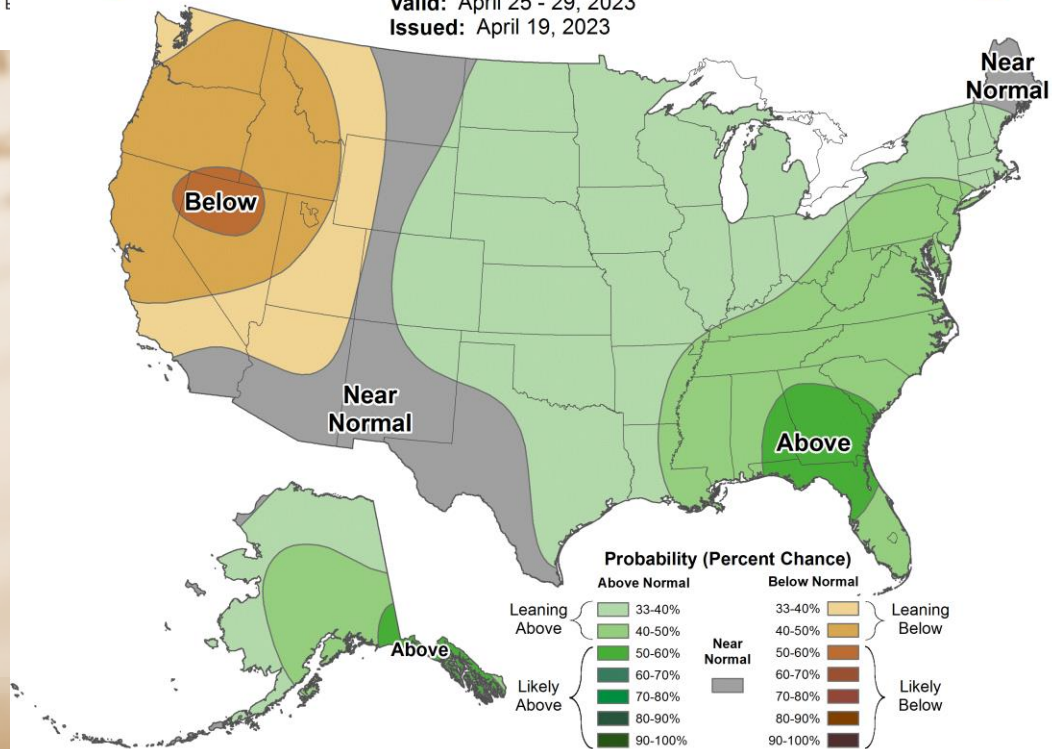 Valid: April 25 - 29, 2023
Issued: April 19, 2023
Near
Normal
Below
Near
Normal
Above
Above
Probability (Percent Chance)
Above Normal
Below Normal
Leaning
Above
33-40%
40-50%
50-60%
60-70%
70-80%
80-90%
90-100%
Likely
Above
Near
Normal
33-40%
40-50%
50-60%
60-70%
70-80%
80-90%
90-100%
Leaning
Below
Likely
Below